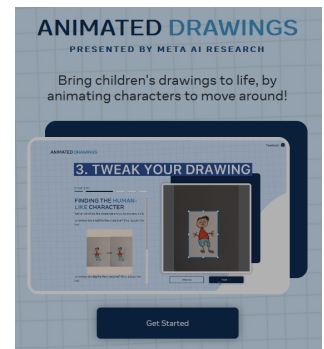 ANIMATED DRAWINGS
PRESENTED BY META AI RESEARCH
Bring children's drawings to life, by
animating characters to move around!
ANIMATED DRAWINGS
3. TWEAK YOUR DRAWING
FINDING THE HUMAN-
LIKE CHARACTER
Get Started